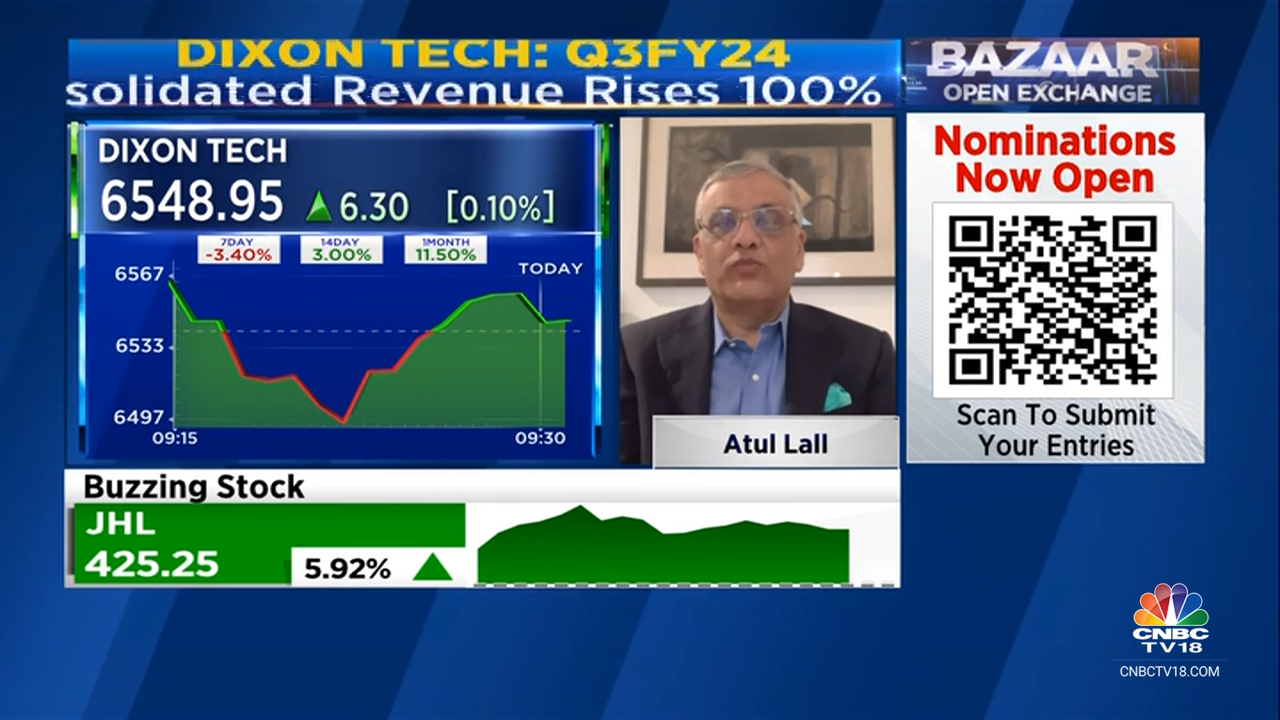 DIXON TECH: Q3FY24
solidated Revenue Rises 100%
BAZAAR
OPEN EXCHANGE
DIXON TECH
6548.95 ▲ 6.30 [0.10%]
7DAY
-3.40%
14DAY
3.00%
1MONTH
11.50%
TODAY
6567
6533
6497
09:15
09:30
Atul Lall
Nominations
Now Open
Scan To Submit
Your Entries
Buzzing Stock
JHL
425.25
5.92% ▲
CNBC
TV18
CNBCTV18.COM